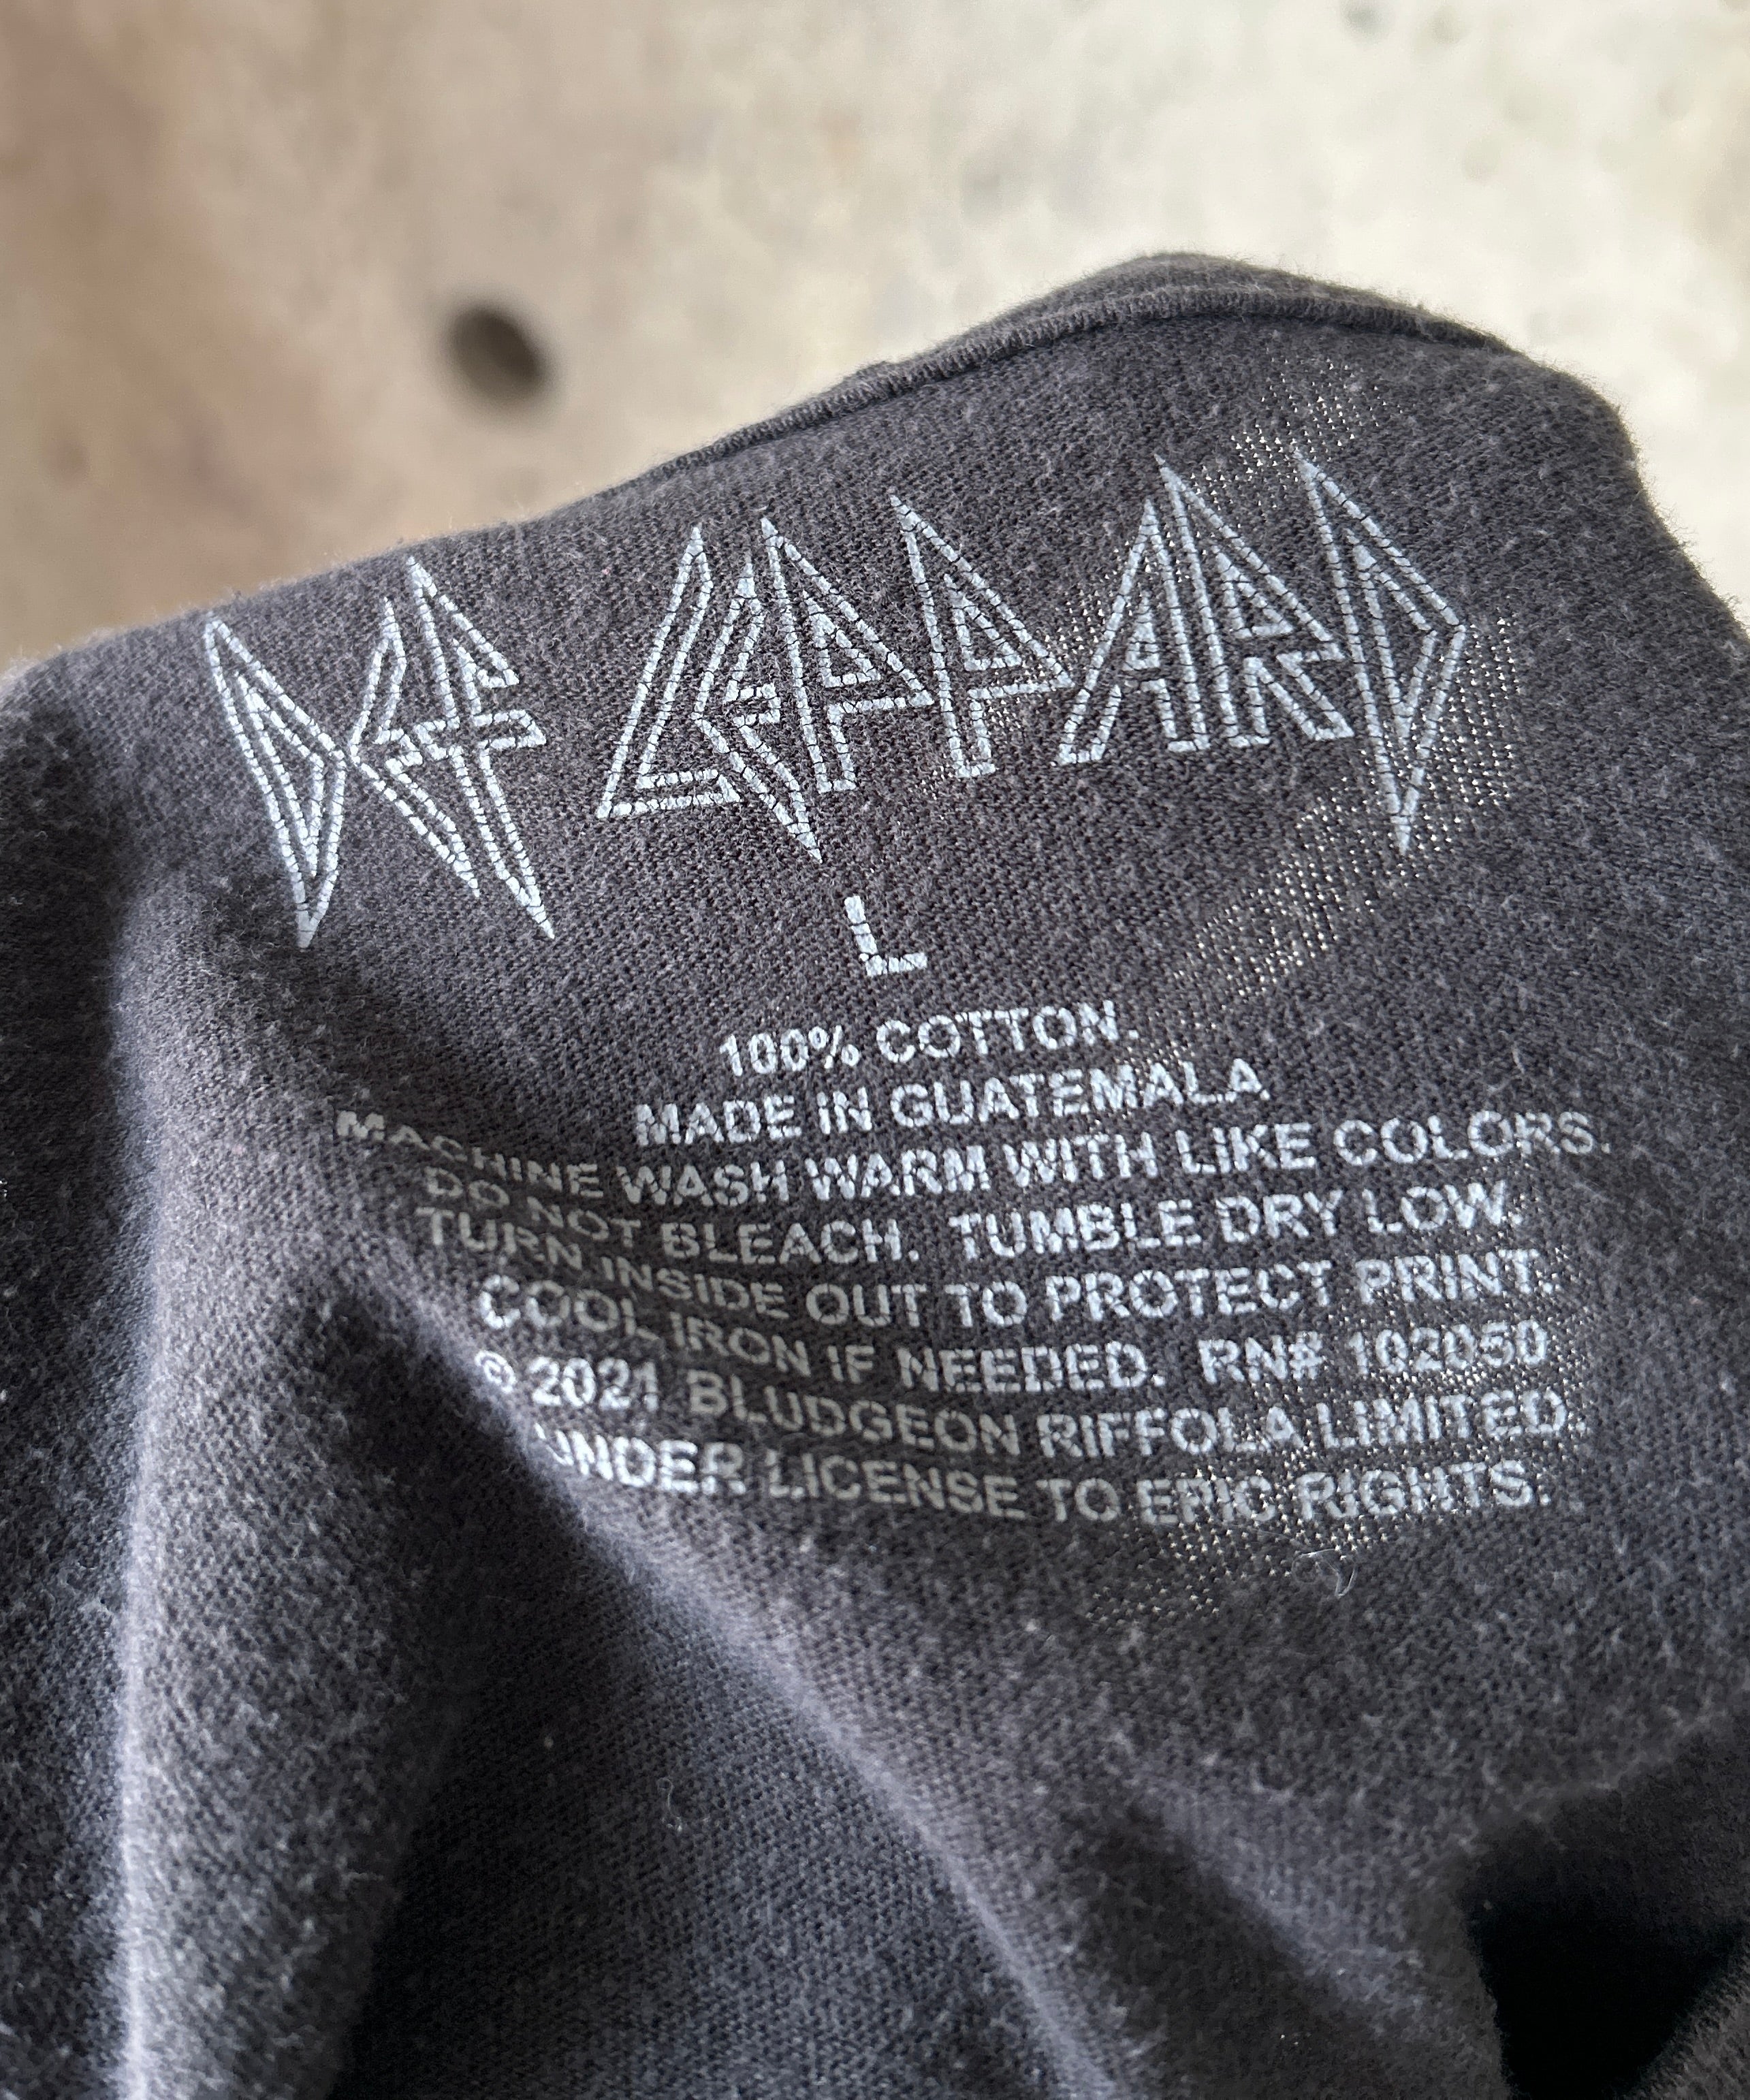 DEF LEPPARD
L
100% COTTON.
MADE IN GUATEMALA.
MACHINE WASH WARM WITH LIKE COLORS.
DO NOT BLEACH. TUMBLE DRY LOW.
TURN INSIDE OUT TO PROTECT PRINT.
COOL IRON IF NEEDED. RN# 102050
© 2021 BLUDGEON RIFFOLA LIMITED.
UNDER LICENSE TO EPIC RIGHTS.